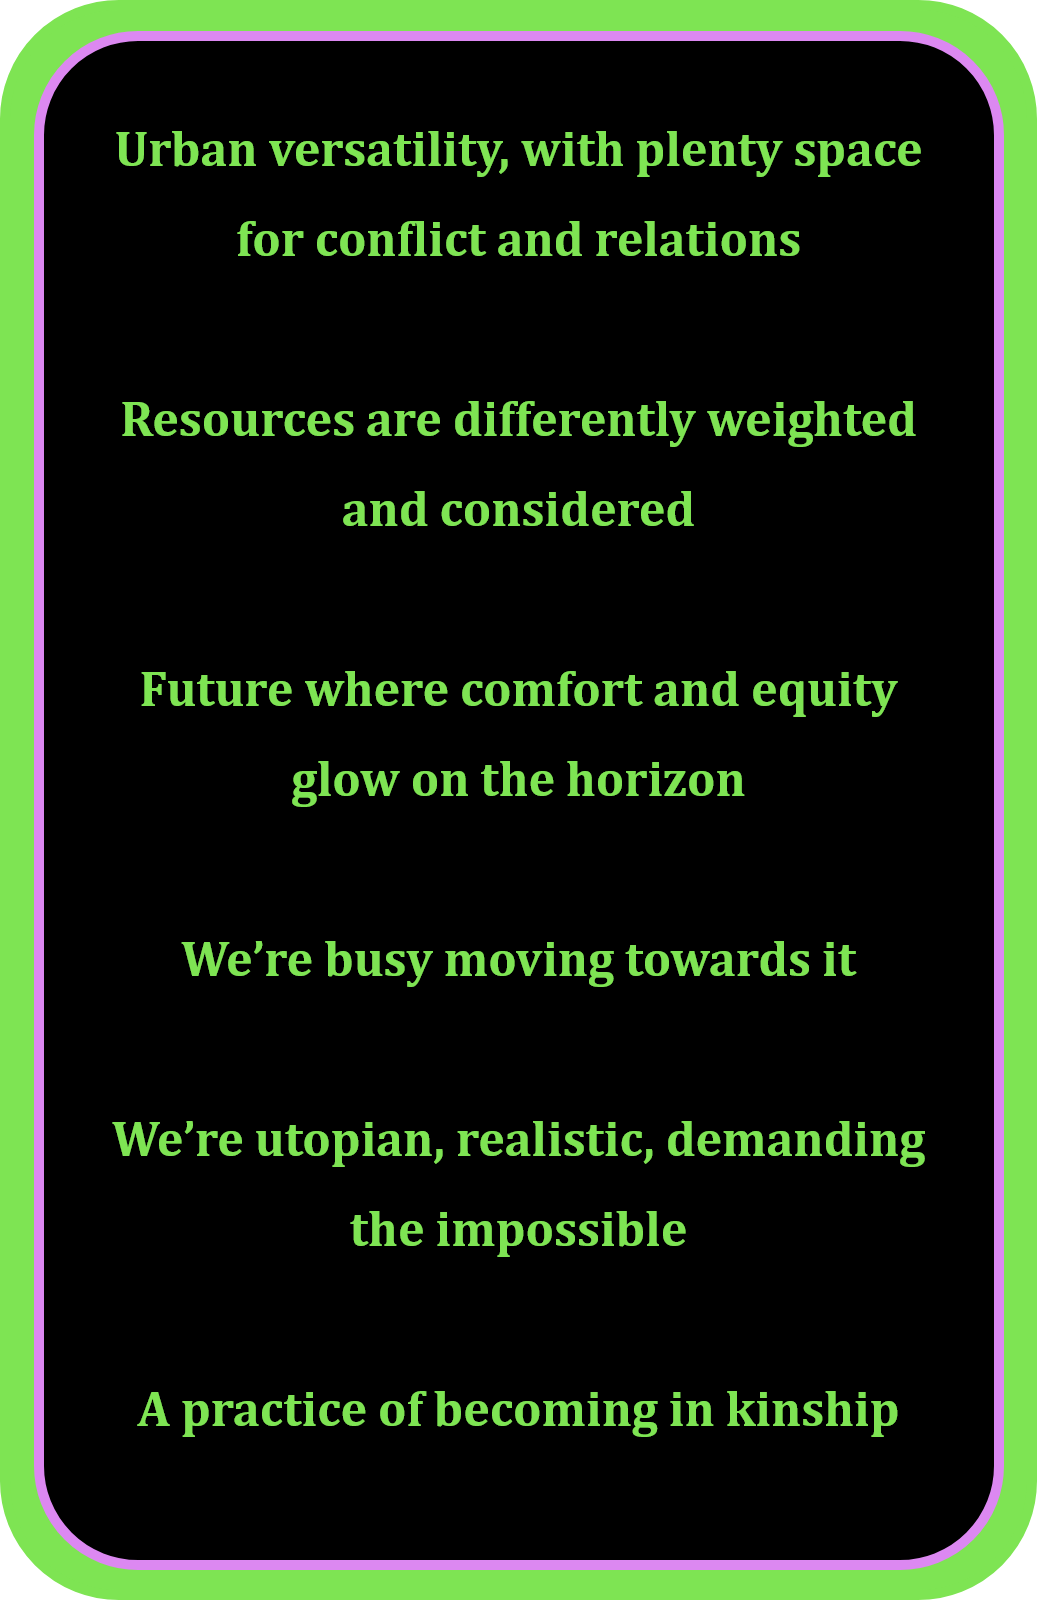 Urban versatility, with plenty space
for conflict and relations
Resources are differently weighted
and considered
Future where comfort and equity
glow on the horizon
We’re busy moving towards it
We’re utopian, realistic, demanding
the impossible
A practice of becoming in kinship